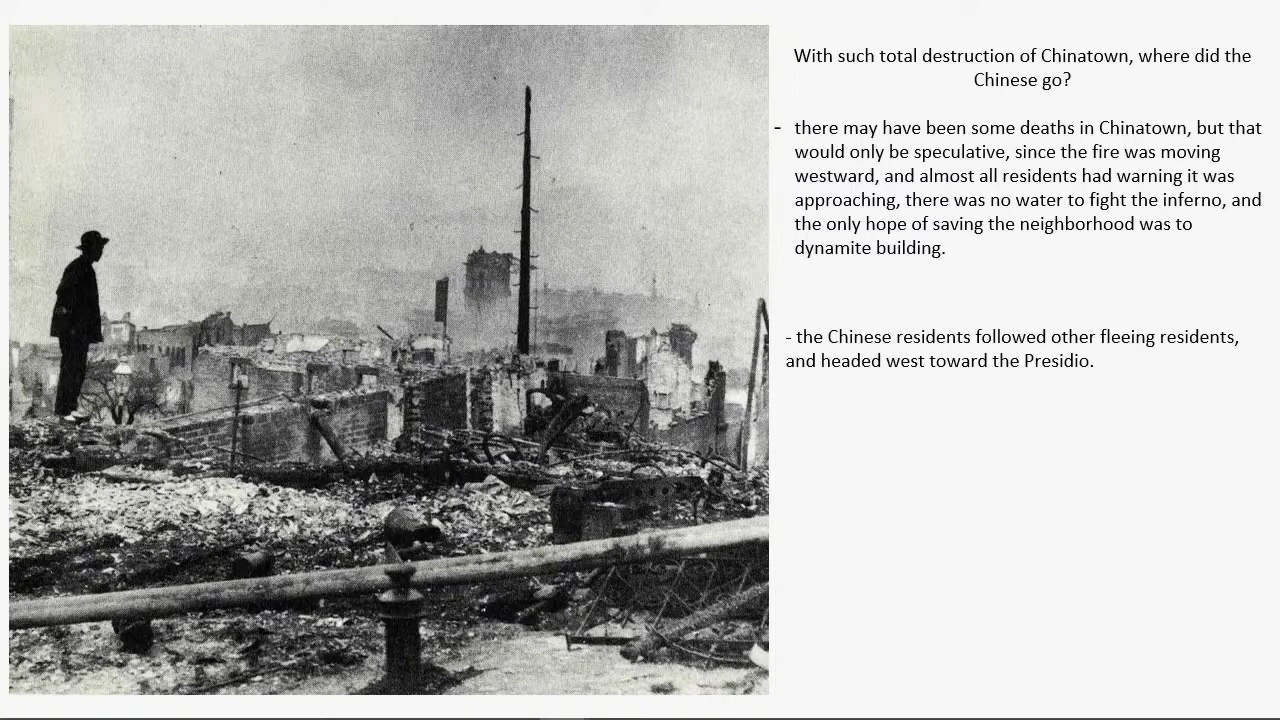 With such total destruction of Chinatown, where did the
Chinese go?
- there may have been some deaths in Chinatown, but that
would only be speculative, since the fire was moving
westward, and almost all residents had warning it was
approaching, there was no water to fight the inferno, and
the only hope of saving the neighborhood was to
dynamite building.
- the Chinese residents followed other fleeing residents,
and headed west toward the Presidio.